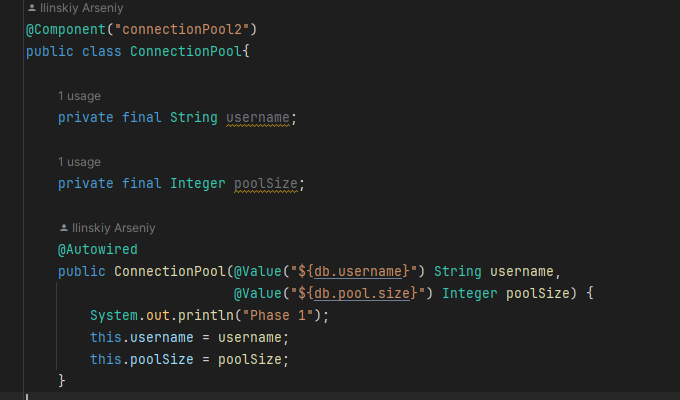 Ilinskiy Arseniy
@Component("connectionPool2")
public class ConnectionPool{
1 usage
private final String username;
1 usage
private final Integer poolSize;
Ilinskiy Arseniy
@Autowired
public ConnectionPool(@Value("${db.username}") String username,
@Value("${db.pool.size}") Integer poolSize) {
System.out.println("Phase 1");
this.username = username;
this.poolSize = poolSize;
}